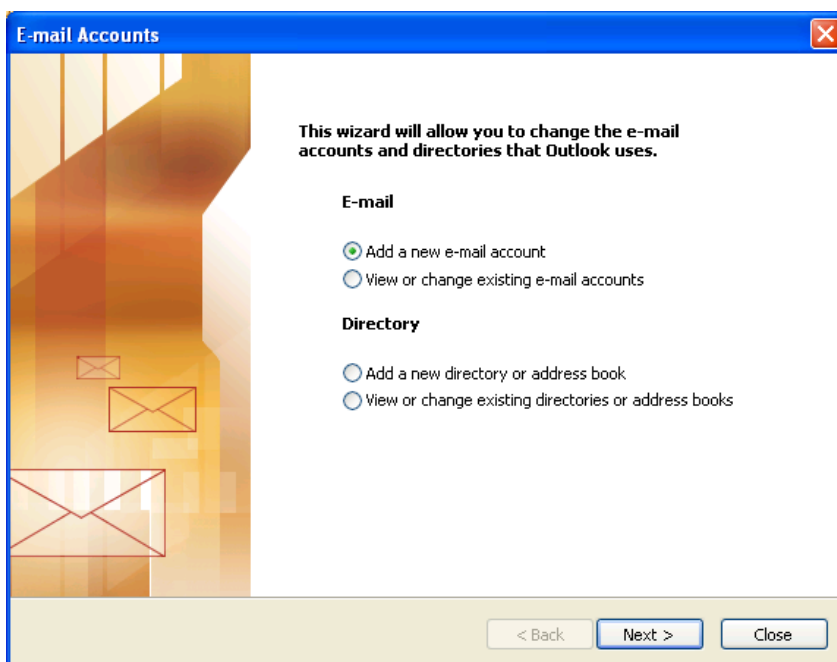 E-mail Accounts
This wizard will allow you to change the e-mail
accounts and directories that Outlook uses.
E-mail
Add a new e-mail account
View or change existing e-mail accounts
Directory
Add a new directory or address book
View or change existing directories or address books
< Back Next > Close